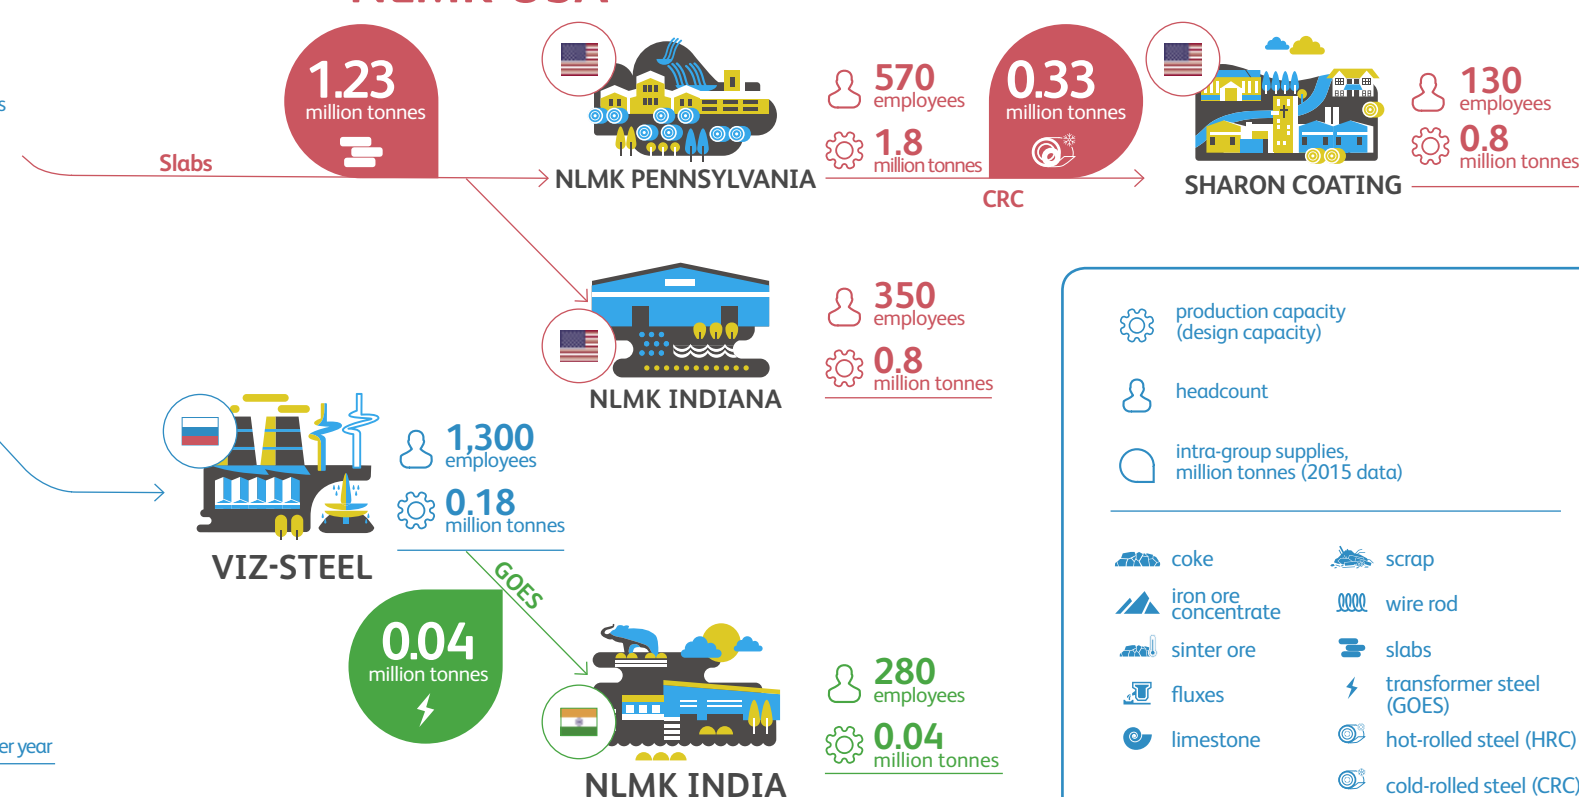 1.23
million tonnes
Slabs
570
employees
1.8
million tonnes
NLMK PENNSYLVANIA
0.33
million tonnes
CRC
130
employees
0.8
million tonnes
SHARON COATING
350
employees
0.8
million tonnes
NLMK INDIANA
1,300
employees
0.18
million tonnes
VIZ-STEEL
GOES
0.04
million tonnes
280
employees
0.04
million tonnes
NLMK INDIA
er year
production capacity
(design capacity)
headcount
intra-group supplies,
million tonnes (2015 data)
coke
iron ore
concentrate
sinter ore
fluxes
limestone
scrap
wire rod
slabs
transformer steel
(GOES)
hot-rolled steel (HRC)
cold-rolled steel (CRC)